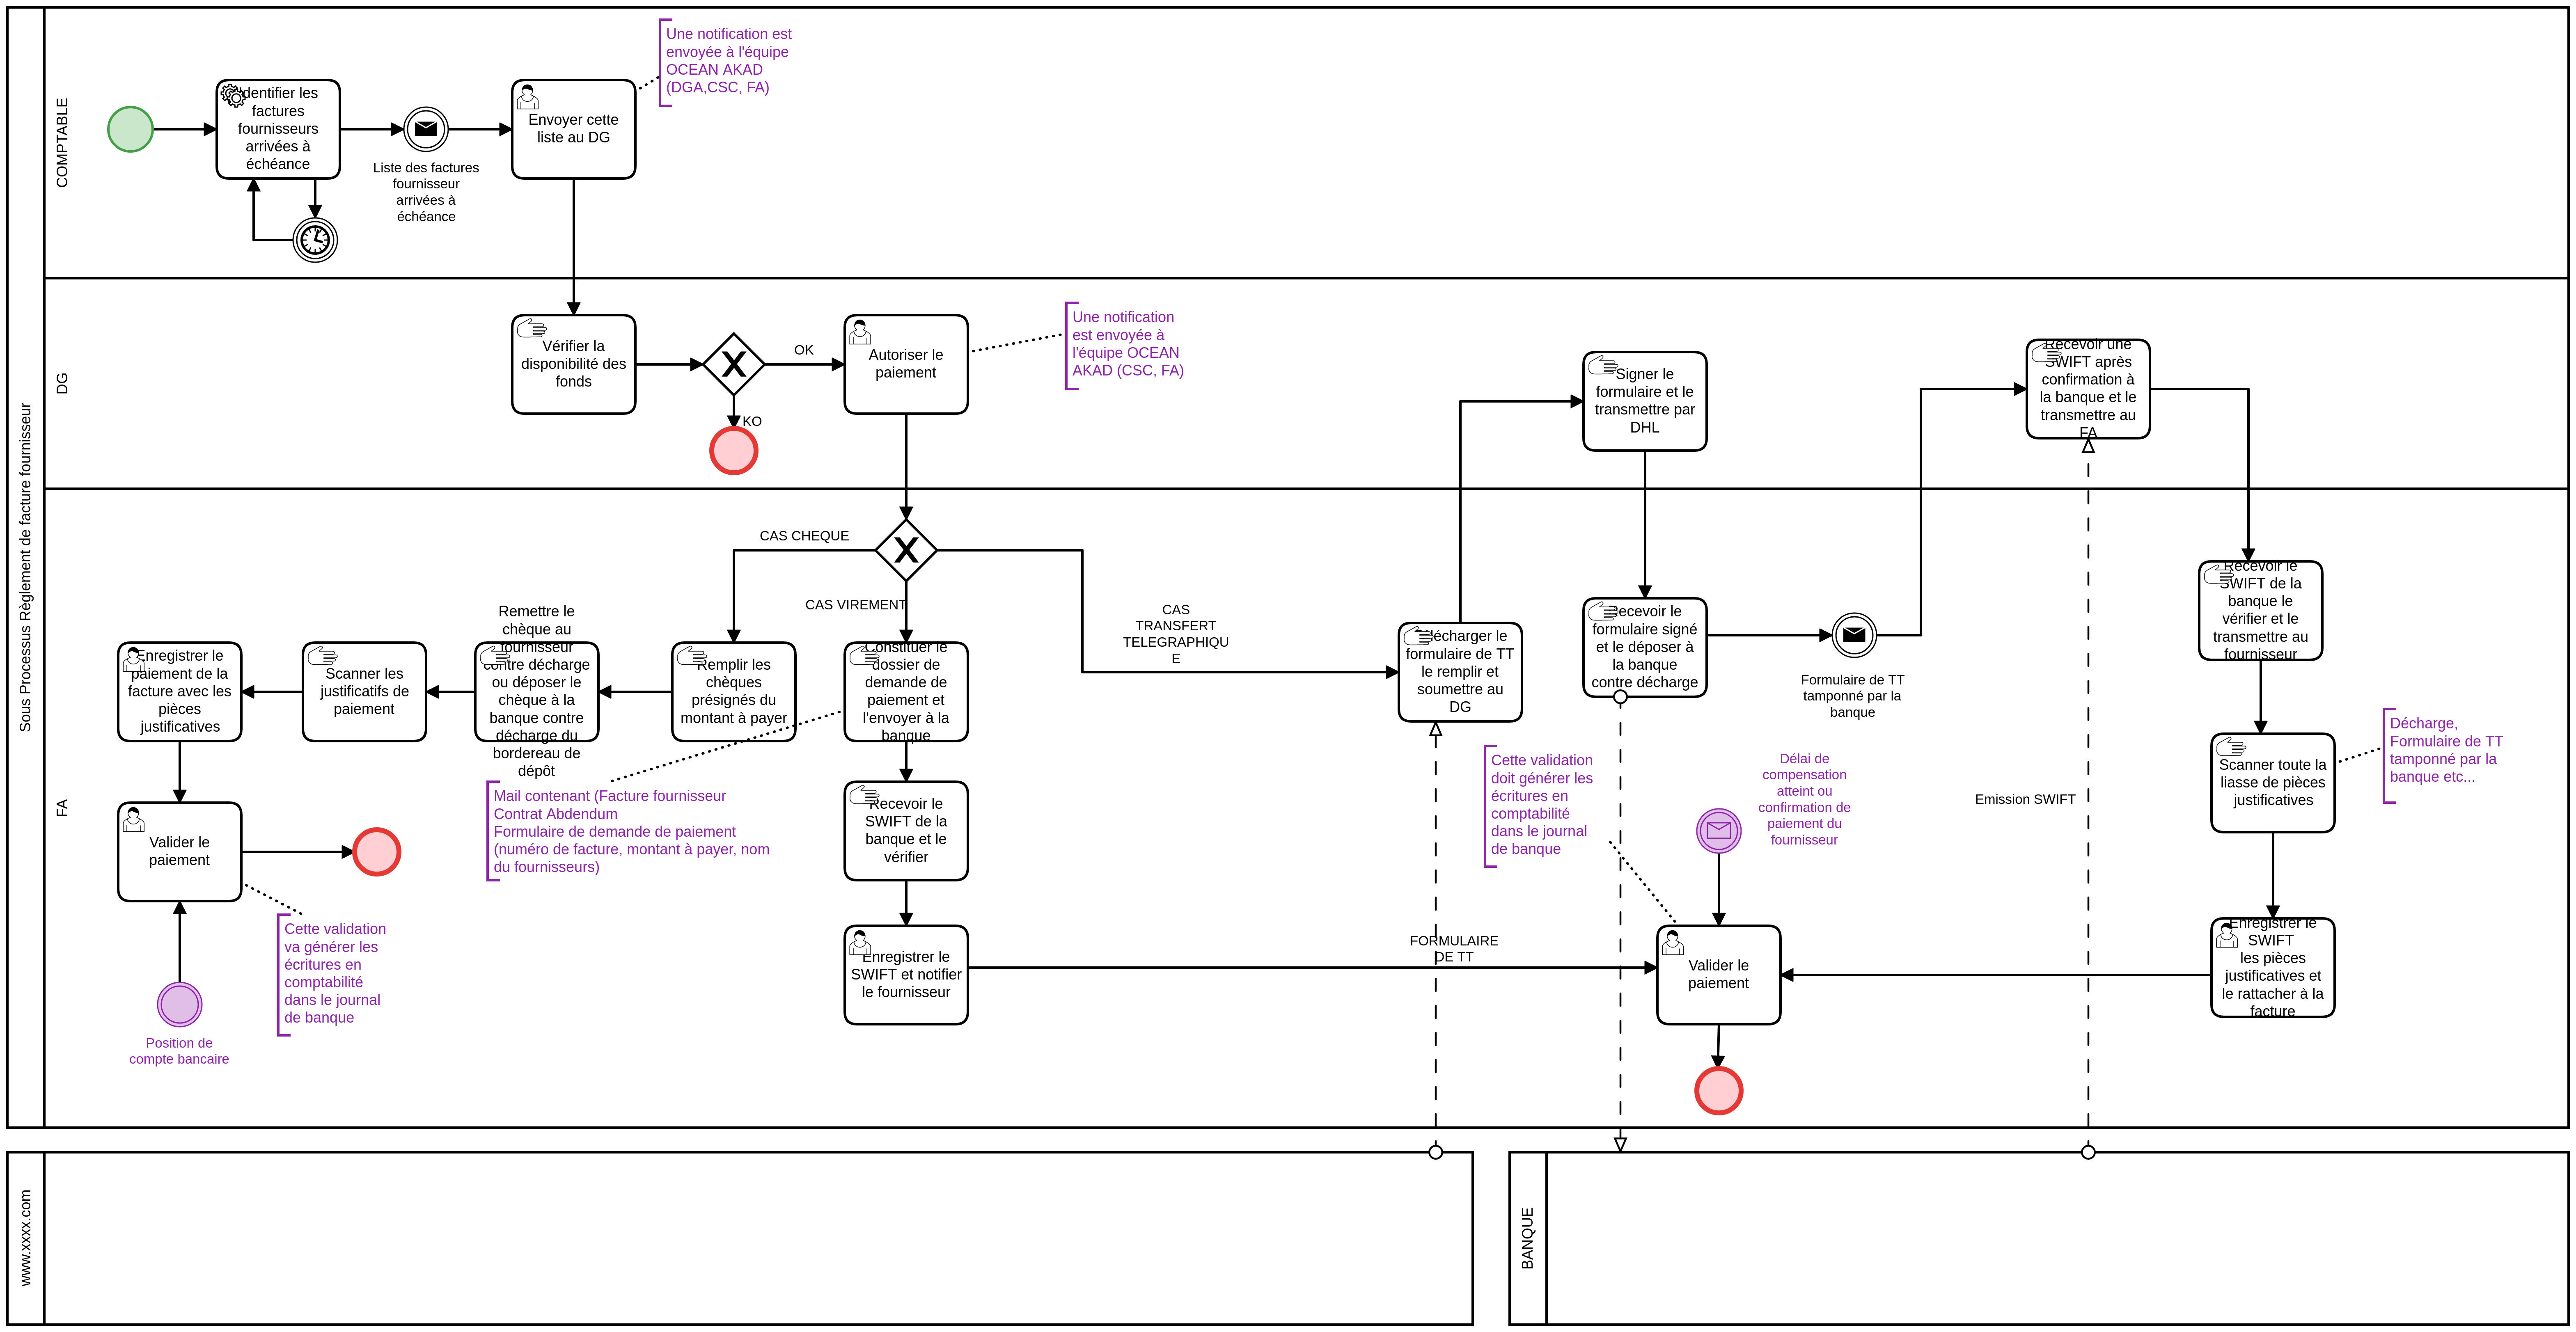 Sous Processus Règlement de facture fournisseur
COMPTABLE
Identifier les
factures
fournisseurs
arrivées à
échéance
Liste des factures
fournisseur
arrivées à
échéance
Envoyer cette
liste au DG
Une notification est
envoyée à l'équipe
OCEAN AKAD
(DGA,CSC, FA)
DG
Vérifier la
disponibilité des
fonds
OK
KO
Autoriser le
paiement
Une notification
est envoyée à
l'équipe OCEAN
AKAD (CSC, FA)
Signer le
formulaire et le
transmettre par
DHL
Recevoir une
SWIFT après
confirmation à
la banque et le
transmettre au
FA
FA
CAS CHEQUE
CAS VIREMENT
CAS
TRANSFERT
TELEGRAPHIQU
E
Enregistrer le
paiement de la
facture avec les
pièces
justificatives
Scanner les
justificatifs de
paiement
Remettre le
chèque au
fournisseur
contre décharge
ou déposer le
chèque à la
banque contre
décharge du
bordereau de
dépôt
Remplir les
chèques
présignés du
montant à payer
Constituer le
dossier de
demande de
paiement et
l'envoyer à la
banque
Mail contenant (Facture fournisseur
Contrat Abdendum
Formulaire de demande de paiement
(numéro de facture, montant à payer, nom
du fournisseurs)
Recevoir le
SWIFT de la
banque et le
vérifier
Enregistrer le
SWIFT et notifier
le fournisseur
Valider le
paiement
Cette validation
va générer les
écritures en
comptabilité
dans le journal
de banque
Position de
compte bancaire
Télécharger le
formulaire de TT
le remplir et
soumettre au
DG
Recevoir le
formulaire signé
et le déposer à
la banque
contre décharge
Formulaire de TT
tamponné par la
banque
Cette validation
doit générer les
écritures en
comptabilité
dans le journal
de banque
Délai de
compensation
atteint ou
confirmation de
paiement du
fournisseur
FORMULAIRE
DE TT
Valider le
paiement
Emission SWIFT
Recevoir le
SWIFT de la
banque le
vérifier et le
transmettre au
fournisseur
Scanner toute la
liasse de pièces
justificatives
Décharge,
Formulaire de TT
tamponné par la
banque etc...
Enregistrer le
SWIFT
les pièces
justificatives et
le rattacher à la
facture
www.xxxx.com
BANQUE